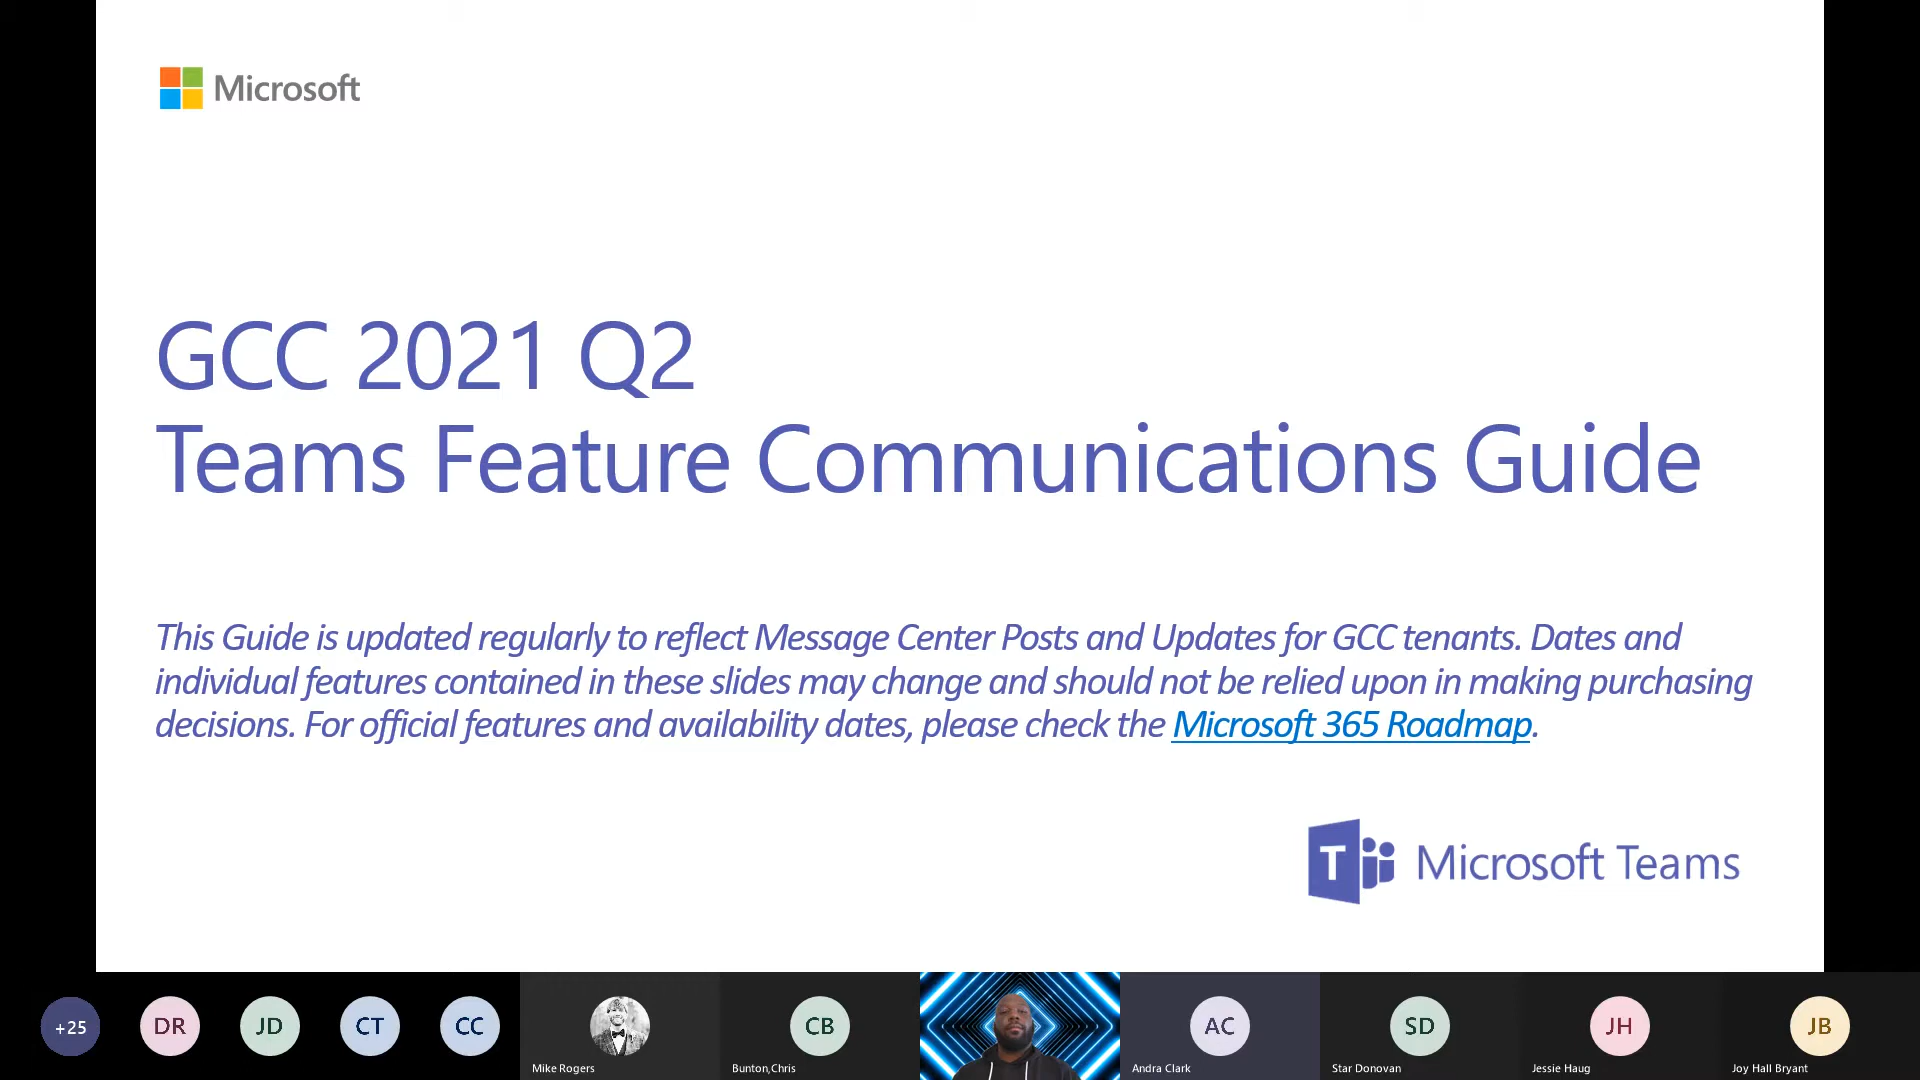 Microsoft
GCC 2021 Q2
Teams Feature Communications Guide
This Guide is updated regularly to reflect Message Center Posts and Updates for GCC tenants. Dates and
individual features contained in these slides may change and should not be relied upon in making purchasing
decisions. For official features and availability dates, please check the Microsoft 365 Roadmap.
T Microsoft Teams
+25 DR JD CT CC CB AC SD JH JB
Mike Rogers Bunton,Chris Andra Clark Star Donovan Jessie Haug Joy Hall Bryant